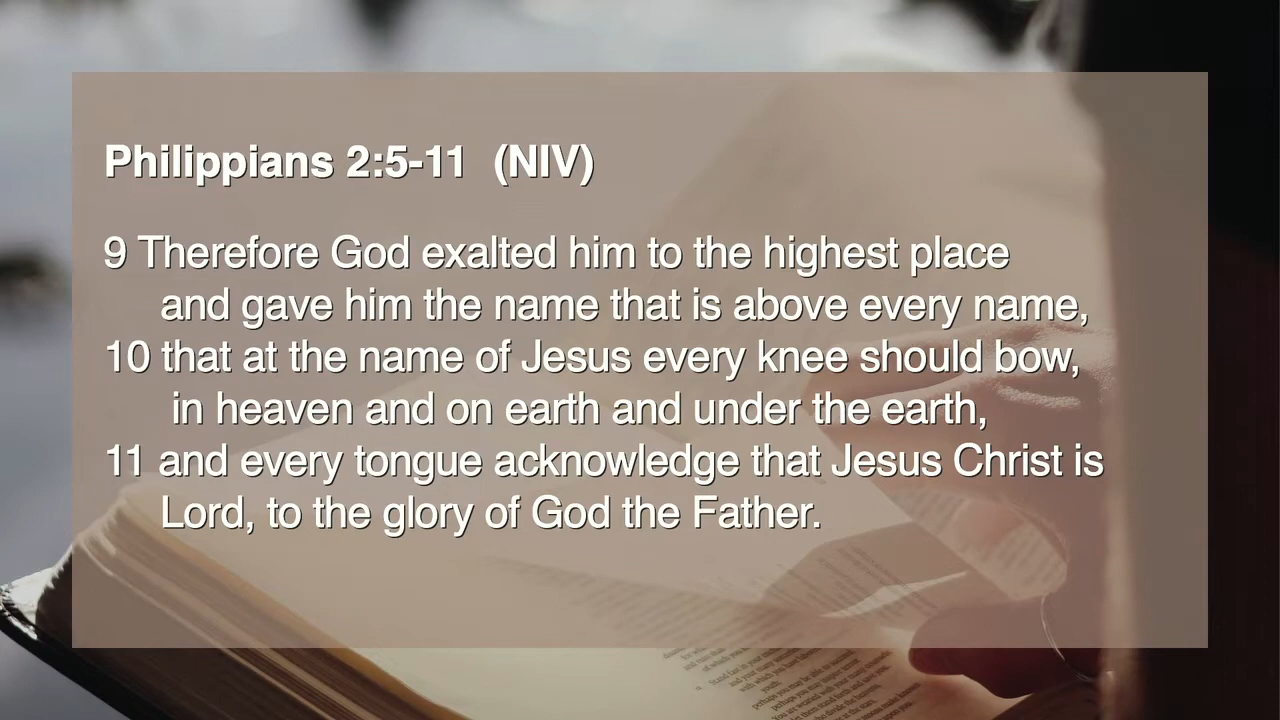 Philippians 2:5-11 (NIV)
9 Therefore God exalted him to the highest place
and gave him the name that is above every name,
10 that at the name of Jesus every knee should bow,
in heaven and on earth and under the earth,
11 and every tongue acknowledge that Jesus Christ is
Lord, to the glory of God the Father.